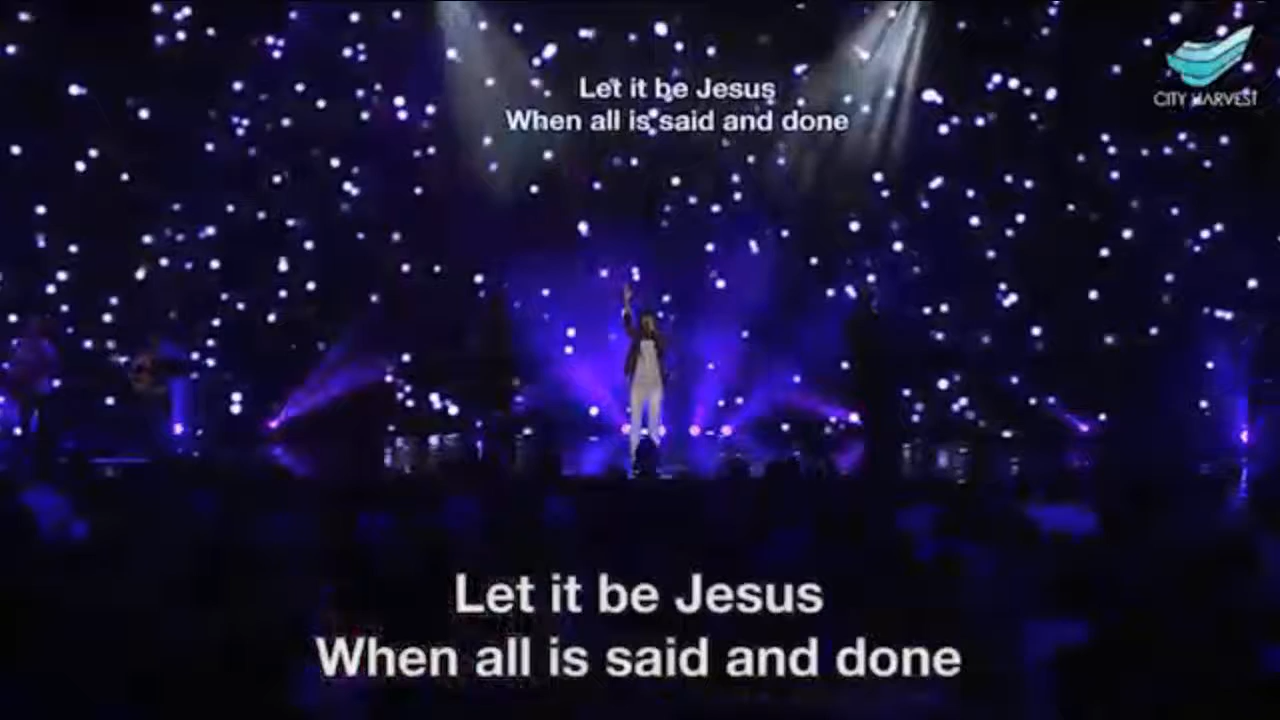 Let it be Jesus
When all is said and done
CITY HARVEST
Let it be Jesus
When all is said and done